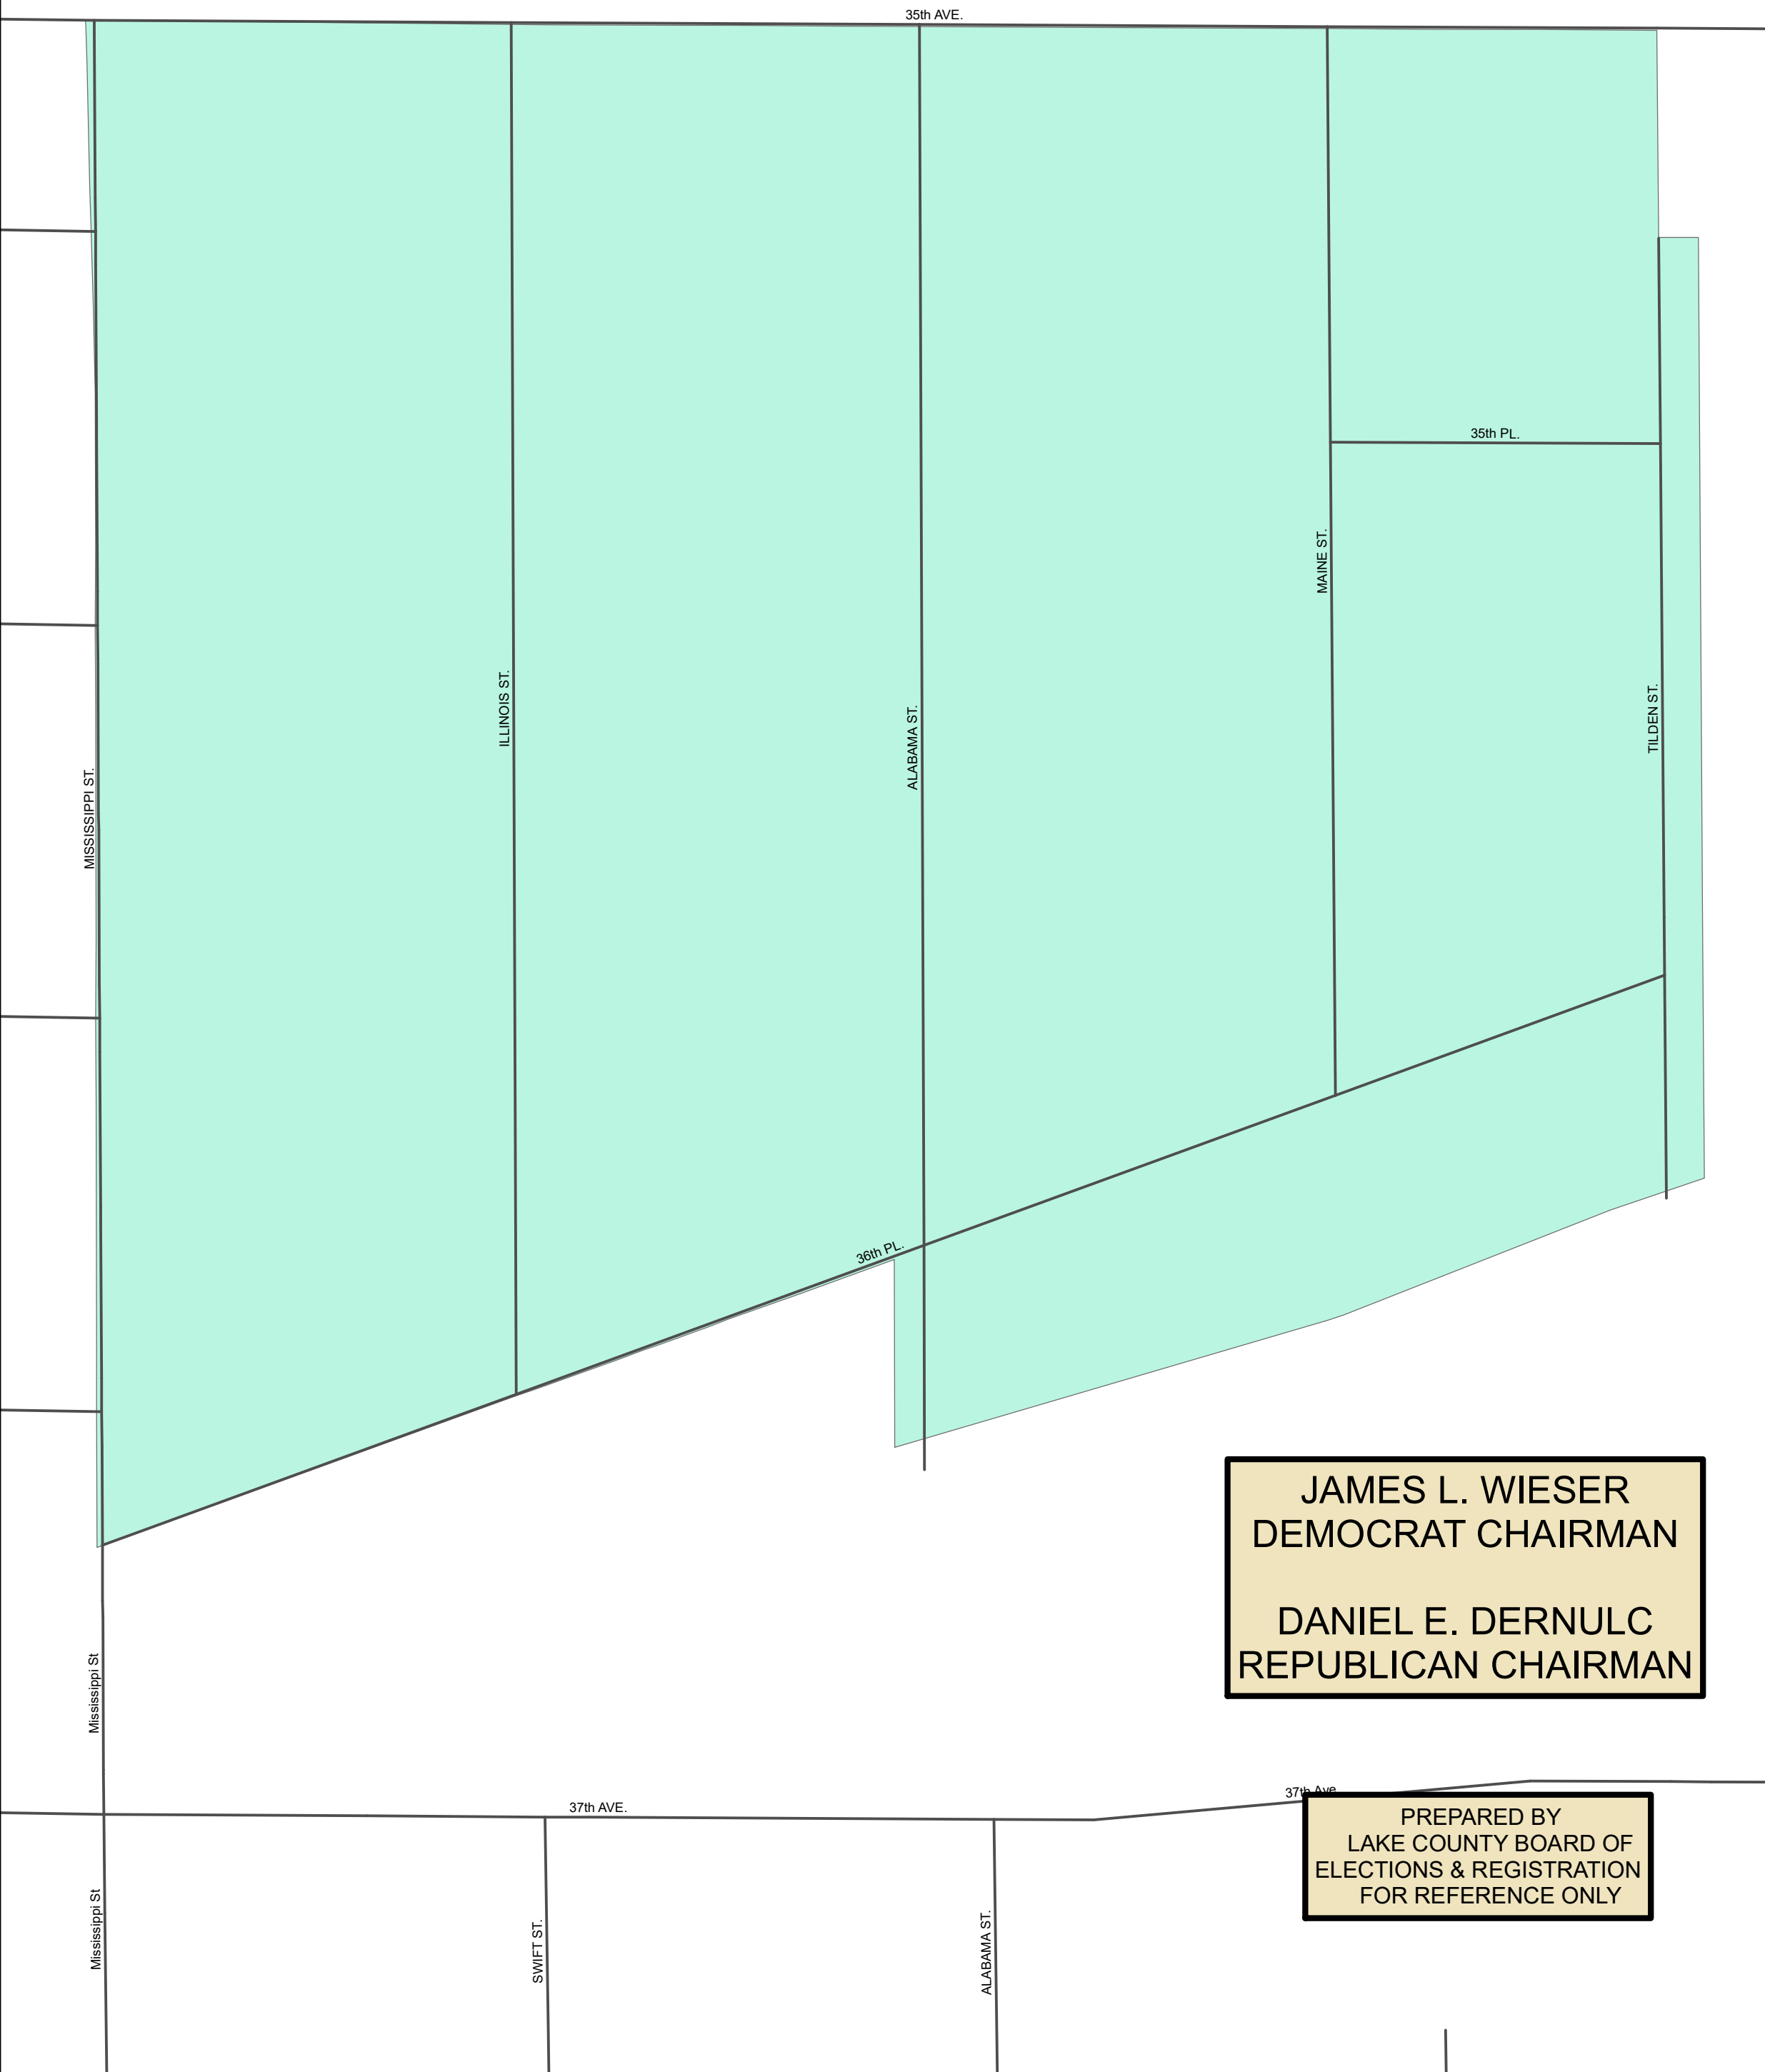 35th AVE.
35th PL.
MAINE ST.
ILLINOIS ST.
TILDEN ST.
ALABAMA ST.
MISSISSIPPI ST.
36th PL.
JAMES L. WIESER
DEMOCRAT CHAIRMAN
DANIEL E. DERNULC
REPUBLICAN CHAIRMAN
Mississippi St
37th Ave
37th AVE.
PREPARED BY
LAKE COUNTY BOARD OF
ELECTIONS & REGISTRATION
FOR REFERENCE ONLY
Mississippi St
SWIFT ST.
ALABAMA ST.